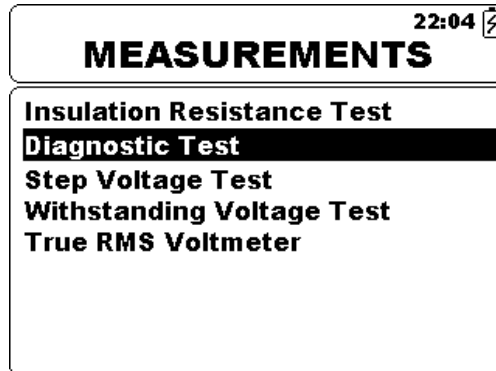 22:04
MEASUREMENTS
Insulation Resistance Test
Diagnostic Test
Step Voltage Test
Withstanding Voltage Test
True RMS Voltmeter